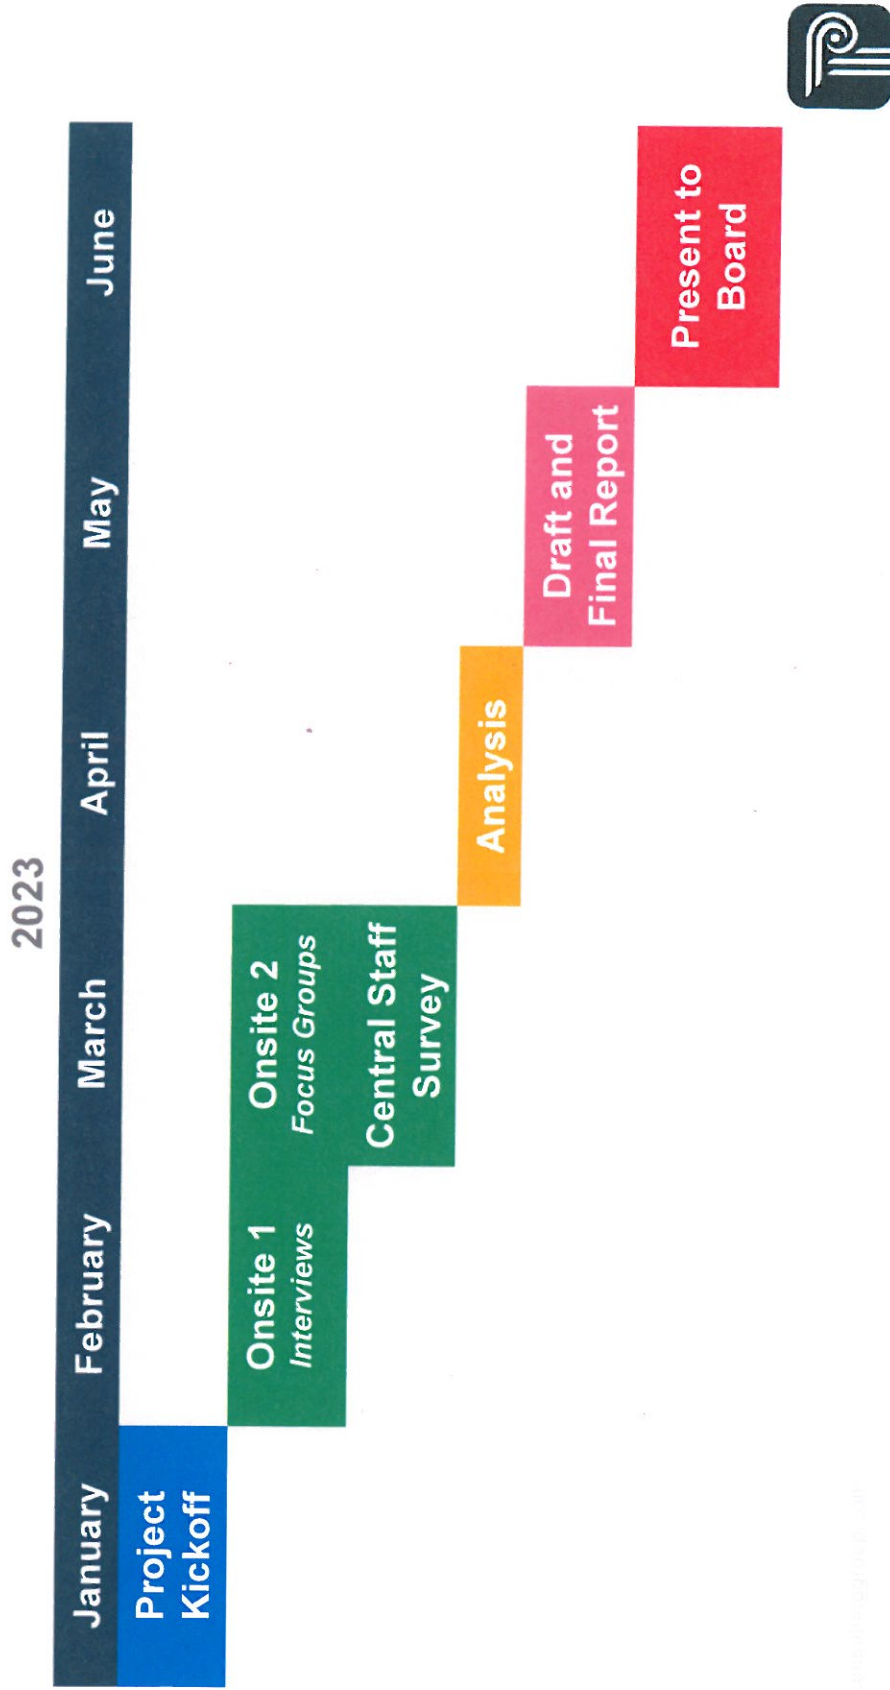 2023
January February March April May June
Project
Kickoff
Onsite 1
Interviews
Onsite 2
Focus Groups
Central Staff
Survey
Analysis
Draft and
Final Report
Present to
Board